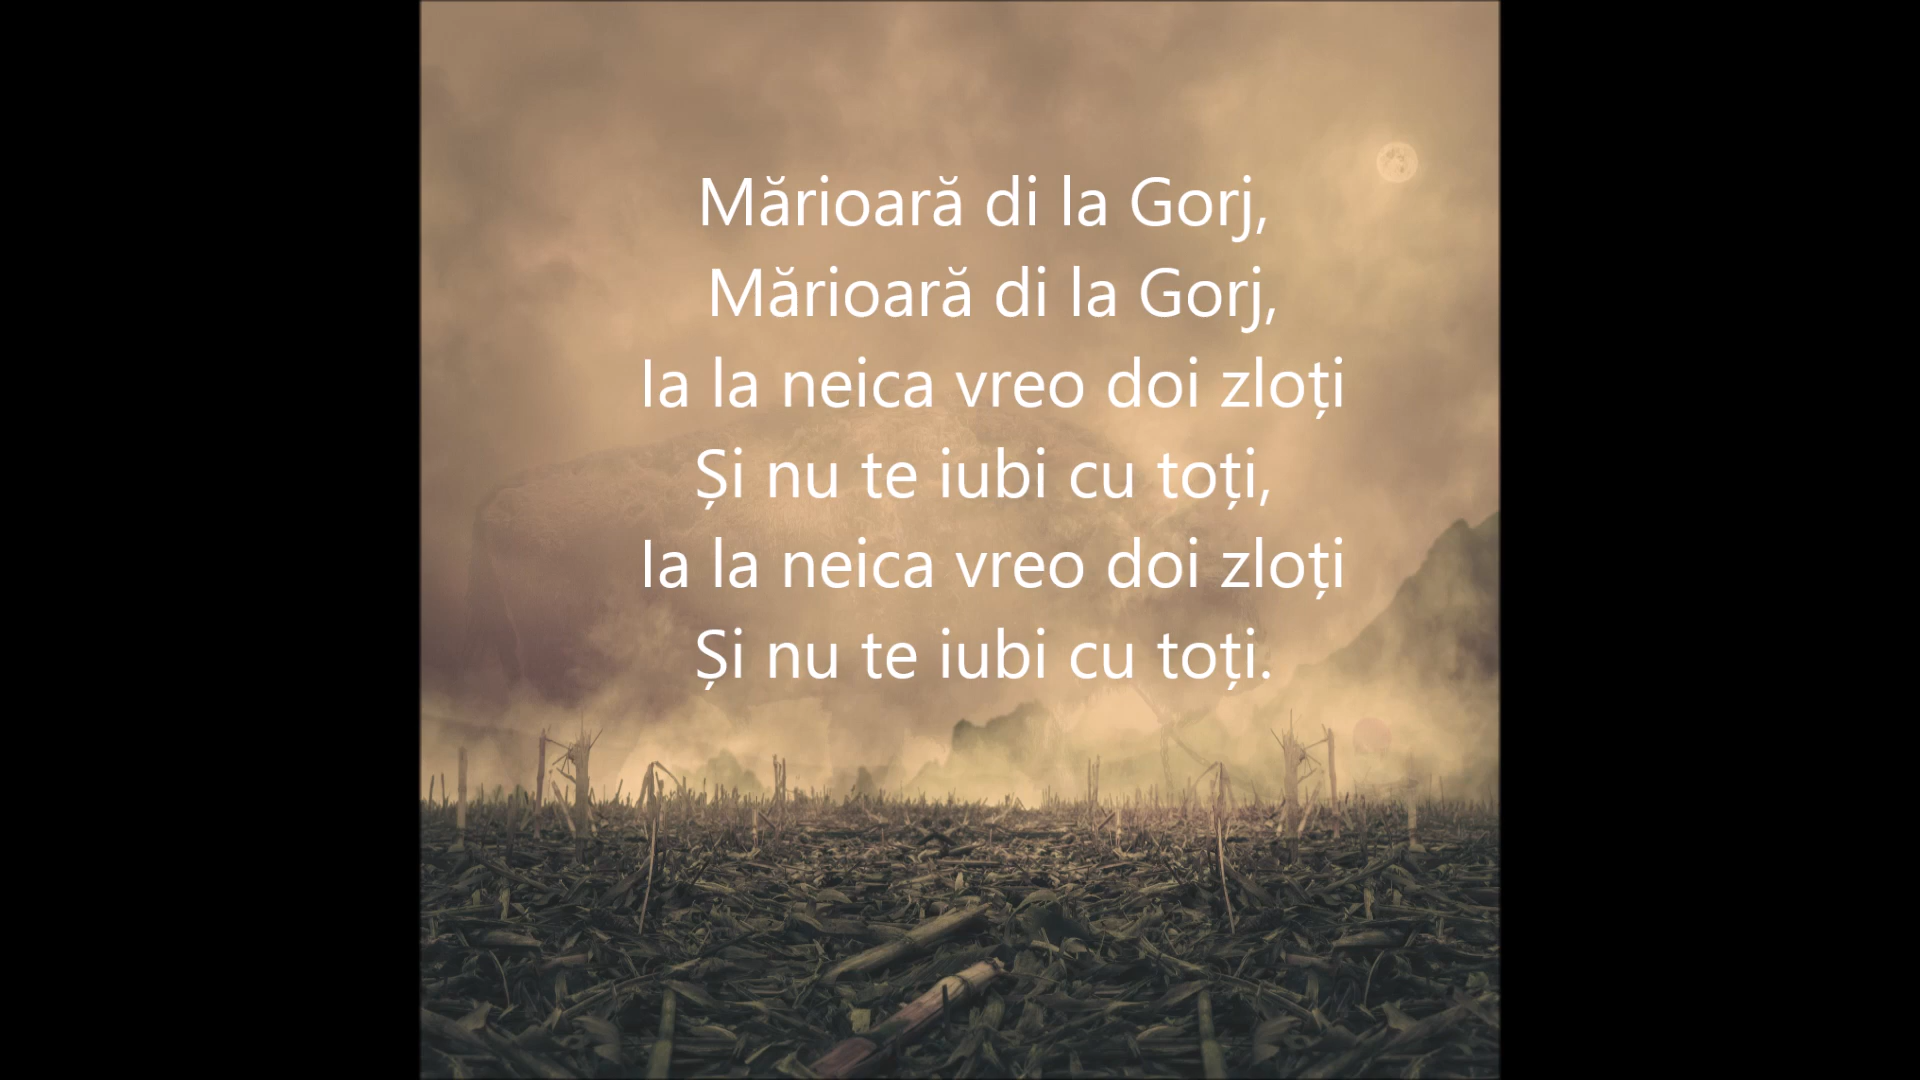 Mărioară di la Gorj,
Mărioară di la Gorj,
Ia la neica vreo doi zloți
Și nu te iubi cu toți,
Ia la neica vreo doi zloți
Și nu te iubi cu toți.